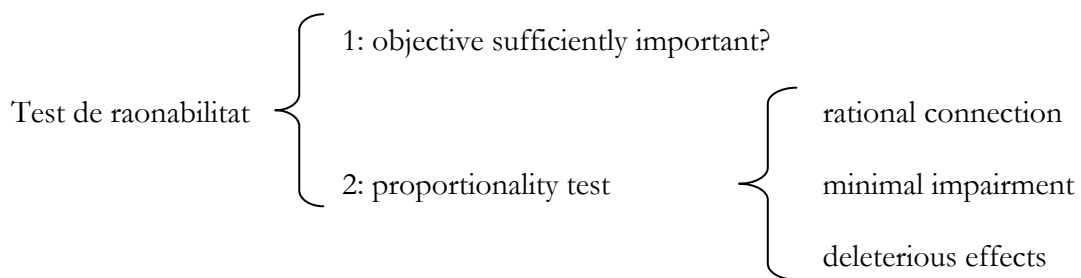 1: objective sufficiently important?
Test de raonabilitat
rational connection
2: proportionality test
minimal impairment
deleterious effects